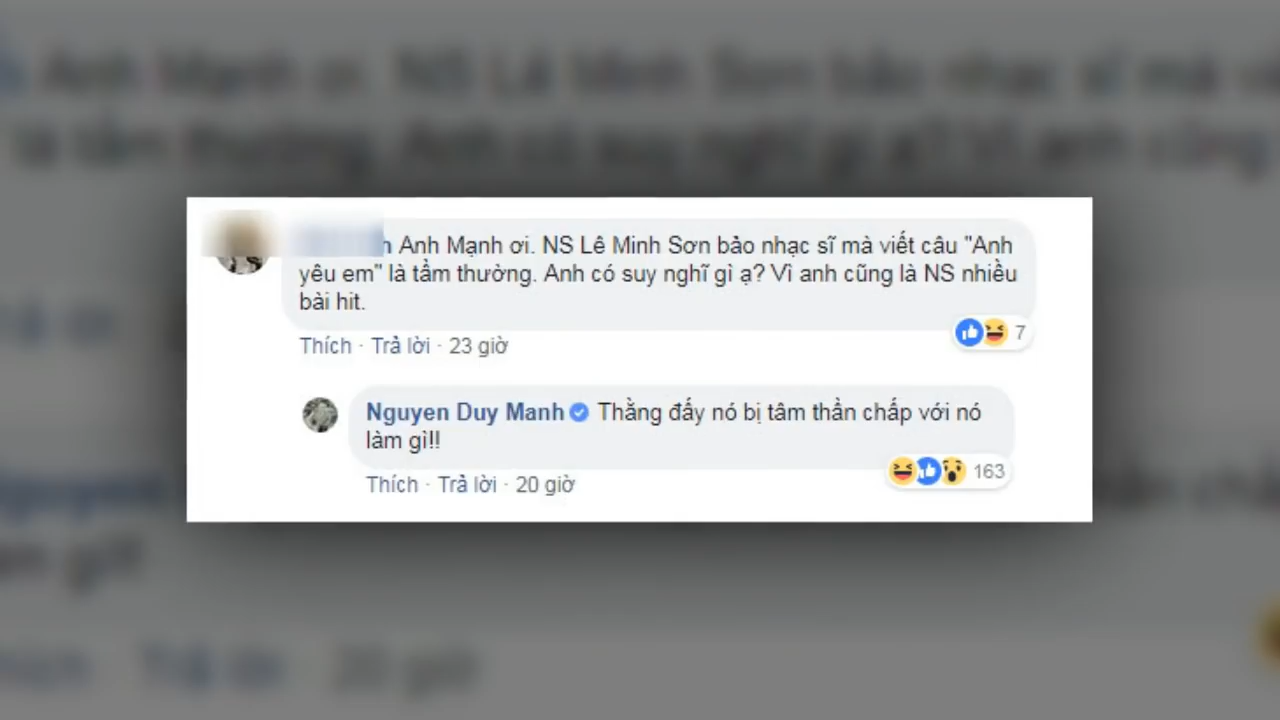 Anh Mạnh ơi. NS Lê Minh Sơn bảo nhạc sĩ mà viết câu "Anh
yêu em" là tầm thường. Anh có suy nghĩ gì ạ? Vì anh cũng là NS nhiều
bài hit.
Thích · Trả lời · 23 giờ
7
Nguyen Duy Manh Thằng đấy nó bị tâm thần chấp với nó
làm gì!!
163
Thích · Trả lời · 20 giờ